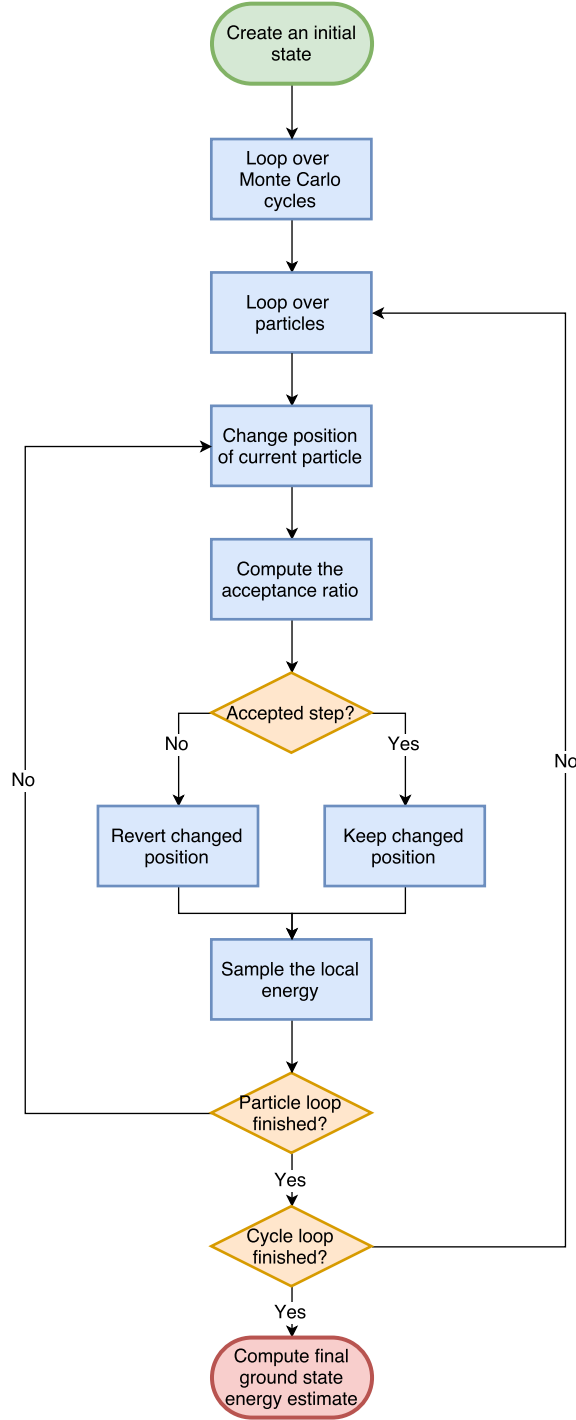 Create an initial
state
Loop over
Monte Carlo
cycles
Loop over
particles
Change position
of current particle
Compute the
acceptance ratio
Accepted step?
No
Yes
No
No
Revert changed
position
Keep changed
position
Sample the local
energy
Particle loop
finished?
Yes
Cycle loop
finished?
Yes
Compute final
ground state
energy estimate